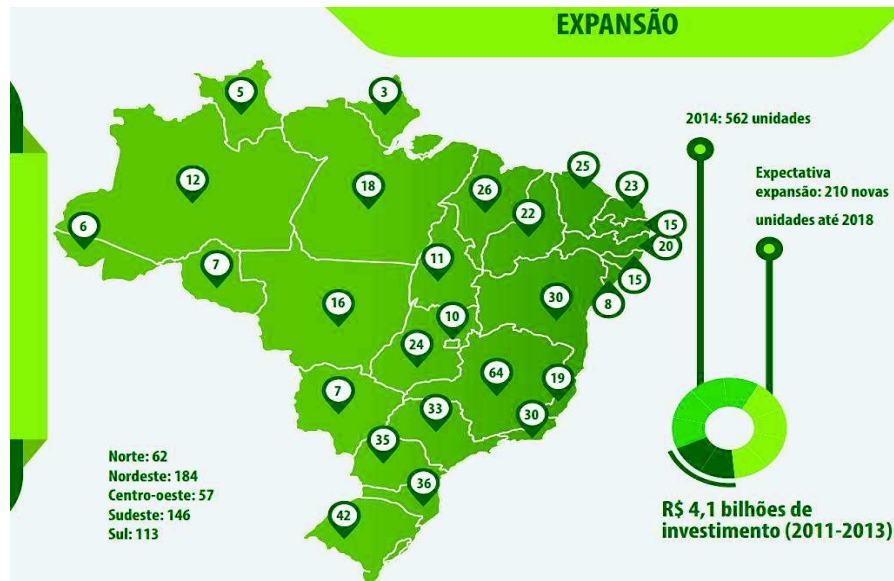 EXPANSÃO
5
3
12
18
26
25
23
22
15
20
6
7
11
15
8
16
30
10
24
64
19
7
33
30
35
36
42
2014: 562 unidades
Expectativa
expansão: 210 novas
unidades até 2018
Norte: 62
Nordeste: 184
Centro-oeste: 57
Sudeste: 146
Sul: 113
R$ 4,1 bilhões de
investimento (2011-2013)